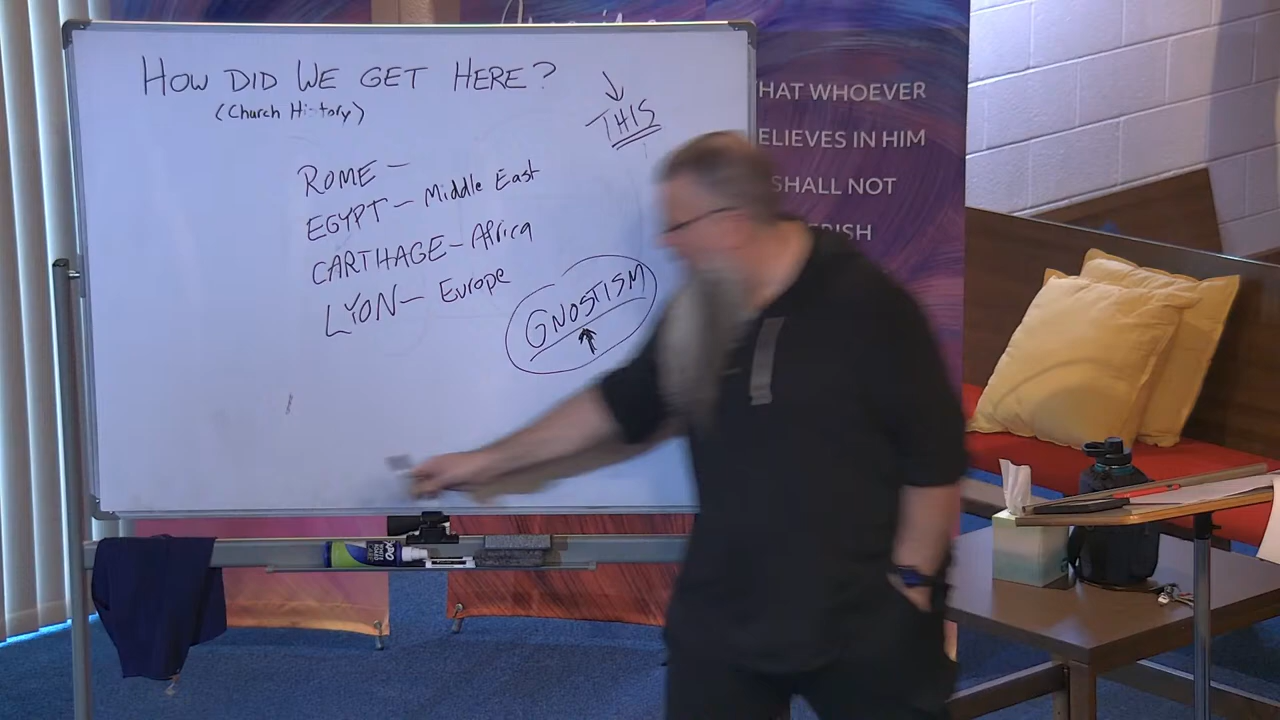 HOW DID WE GET HERE?
(Church History)
THIS
ROME –
EGYPT – Middle East
CARTHAGE – Africa
LYON – Europe
GNOSTISM
HAT WHOEVER
ELIEVES IN HIM
SHALL NOT
RISH
EXPO